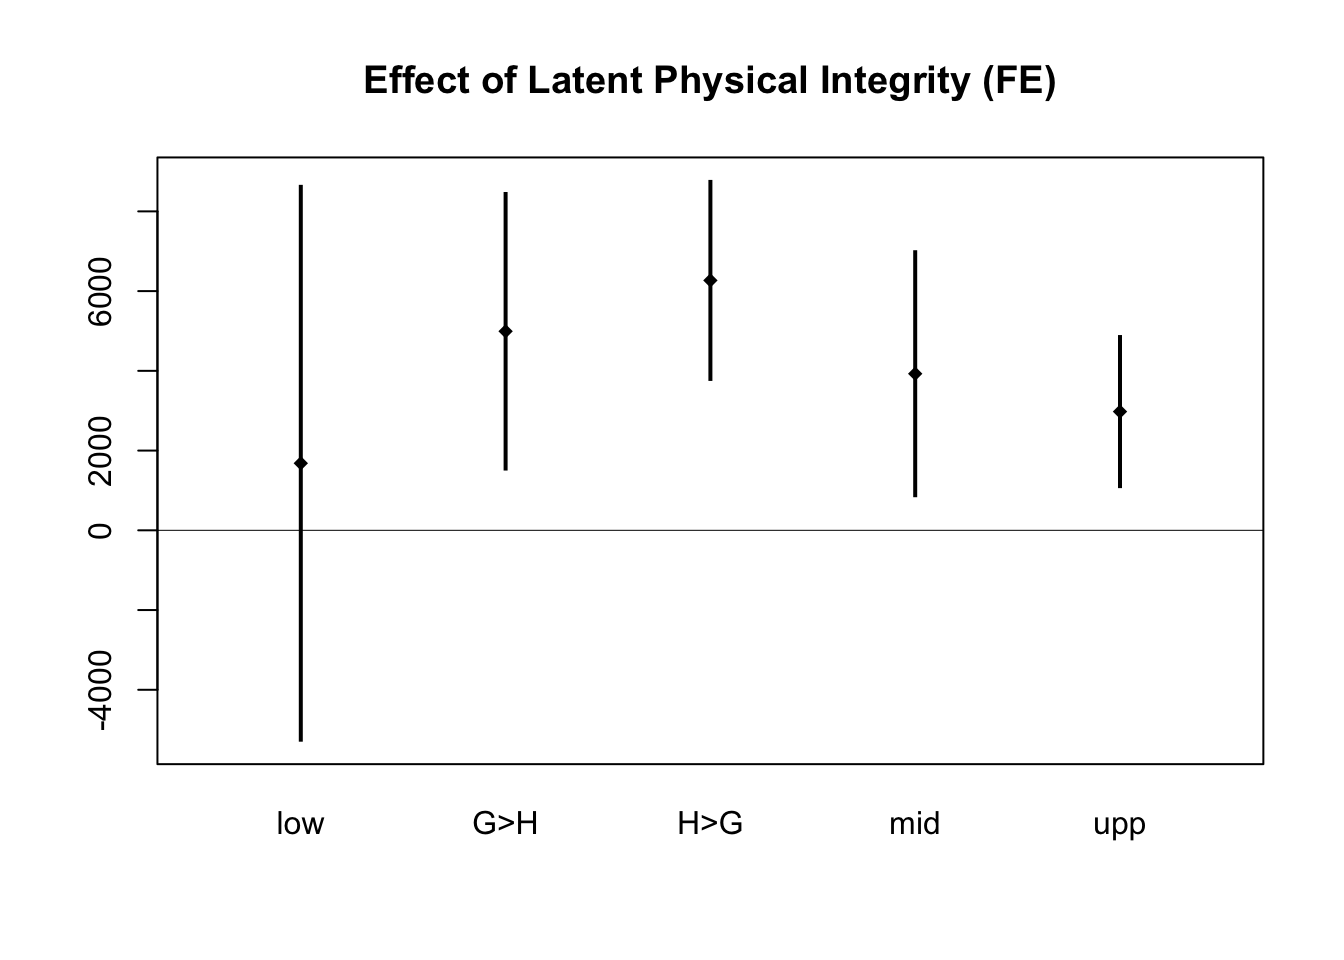 Effect of Latent Physical Integrity (FE)
6000
2000
0
-4000
low G>H H>G mid upp